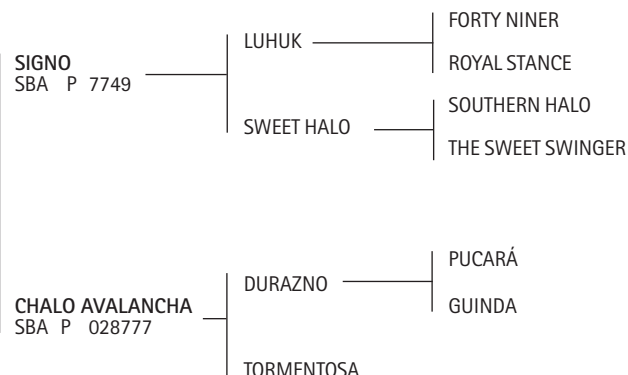 FORTY NINER
LUHUK
SIGNO
SBA P 7749
ROYAL STANCE
SOUTHERN HALO
SWEET HALO
THE SWEET SWINGER
PUCARÁ
DURAZNO
CHALO AVALANCHA
SBA P 028777
GUINDA
TORMENTOSA